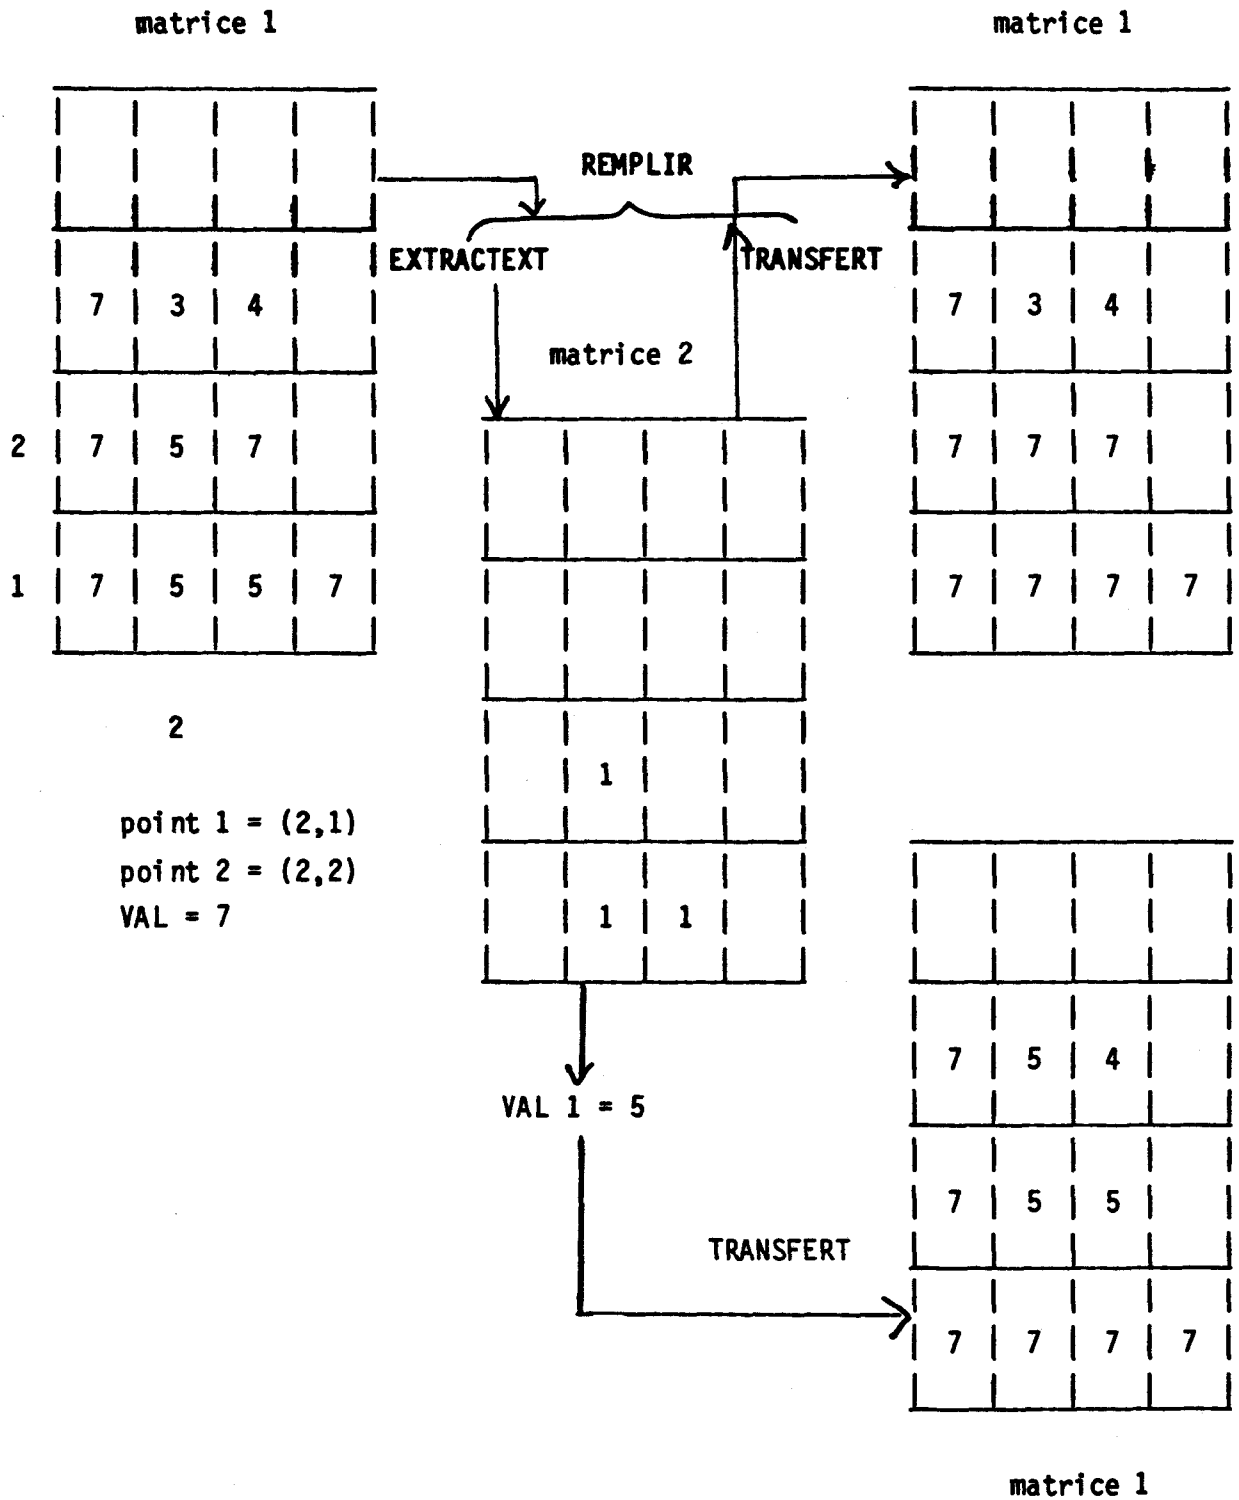 matrice 1
matrice 1
REMPLIR
EXTRACTEXT
TRANSFERT
7 3 4
7 3 4
matrice 2
2 7 5 7
7 7 7
1 7 5 5 7
7 7 7 7
2
1
point 1 = (2,1)
point 2 = (2,2)
VAL = 7
1 1
7 5 4
VAL 1 = 5
7 5 5
TRANSFERT
7 7 7 7
matrice 1